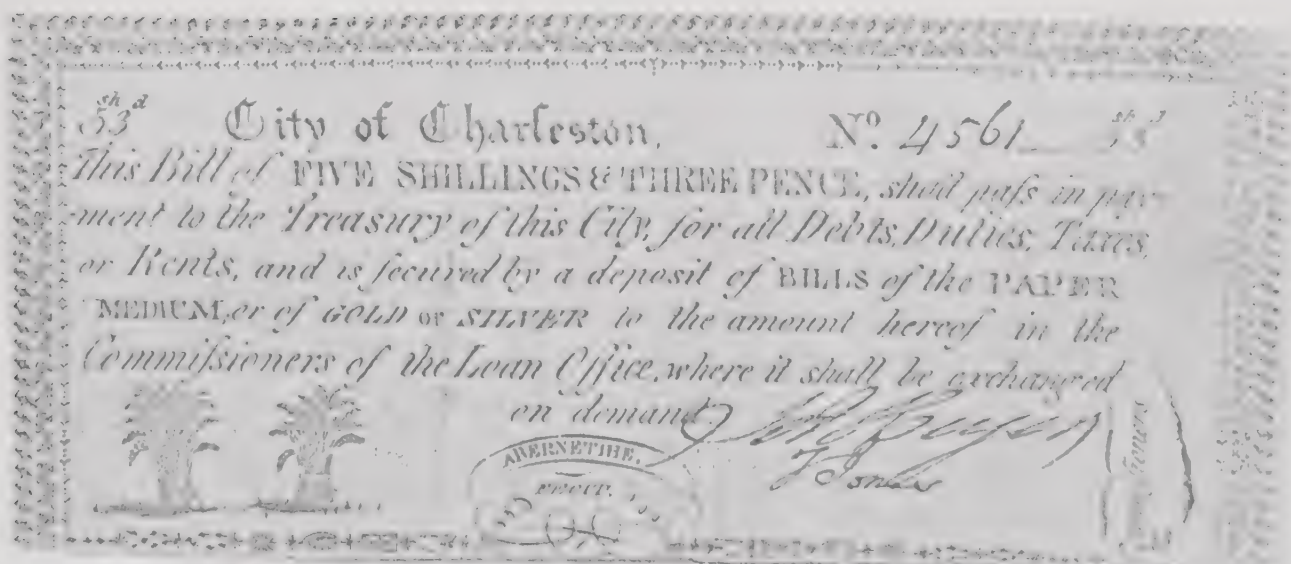 sh d
53 City of Charleston. Nº. 4561 sh d
This Bill of FIVE SHILLINGS & THREE PENCE, shall paſs in pay-
ment to the Treasury of this City, for all Debts, Duties, Taxes,
or Rents, and is ſecured by a deposit of BILLS of the PAPER
MEDIUM, or of GOLD or SILVER to the amount hereof in the
Commiſsioners of the Loan Office, where it shall be exchanged
on demand.
ABERNETHIE,
FECIT.